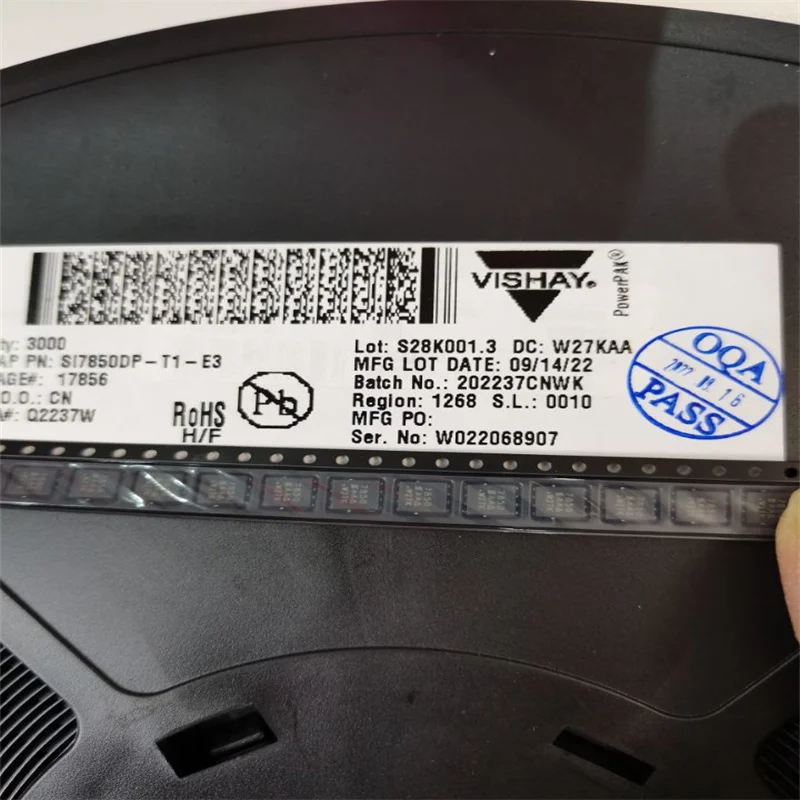 VISHAY®
PowerPAK®
ty: 3000
AP PN: SI7850DP-T1-E3
AGE#: 17856
O.O.: CN
#: Q2237W
RoHS
H/F
Pb
Lot: S28K001.3 DC: W27KAA
MFG LOT DATE: 09/14/22
Batch No.: 202237CNWK
Region: 1268 S.L.: 0010
MFG PO:
Ser. No: W022068907
OQA
2022.09.16
PASS